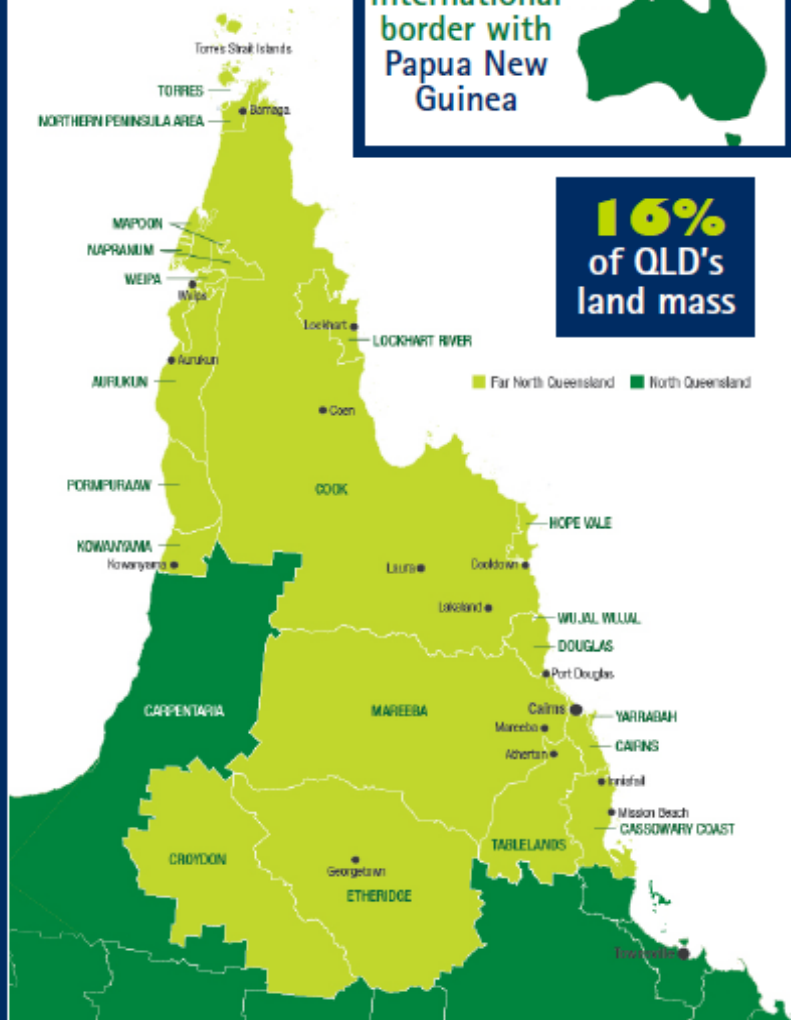 international
border with
Papua New
Guinea
Torres Strait Islands
TORRES
Bamaga
NORTHERN PENINSULA AREA
16%
of QLD's
land mass
MAPOON
NAPRANUM
WEIPA
Weipa
Lockhart
LOCKHART RIVER
Aurukun
AURUKUN
Far North Queensland
North Queensland
Coen
PORMPURAAW
COOK
HOPE VALE
KOWANYAMA
Kowanyama
Laura
Cooktown
Lakeland
WUJAL WUJAL
DOUGLAS
Port Douglas
CARPENTARIA
MAREEBA
Cairns
YARRABAH
Mareeba
CAIRNS
Atherton
Innisfail
Mission Beach
CASSOWARY COAST
TABLELANDS
CROYDON
Georgetown
ETHERIDGE
Townsville